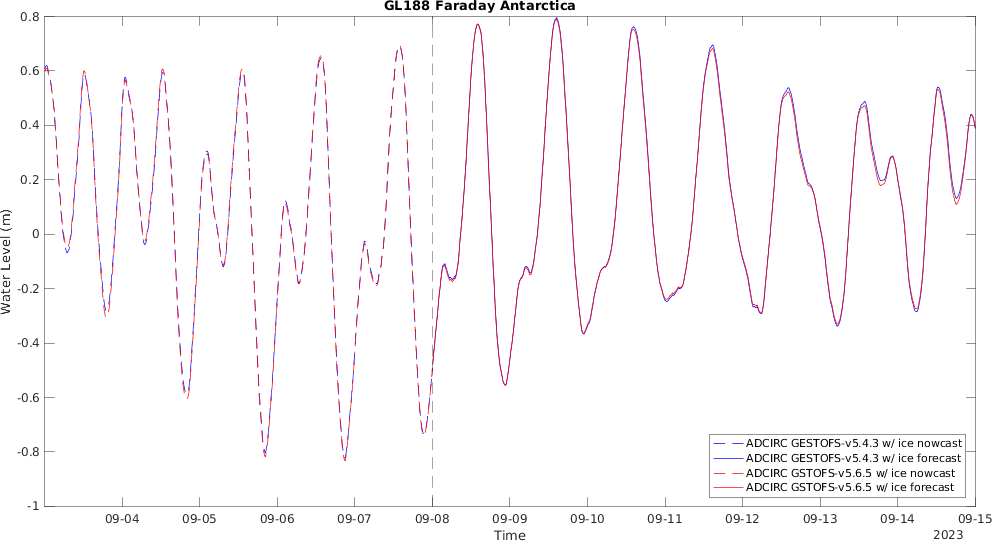 GL188 Faraday Antarctica
0.8
0.6
0.4
0.2
0
-0.2
-0.4
-0.6
-0.8
-1
Water Level (m)
ADCIRC GESTOFS-v5.4.3 w/ ice nowcast
ADCIRC GESTOFS-v5.4.3 w/ ice forecast
ADCIRC GSTOFS-v5.6.5 w/ ice nowcast
ADCIRC GSTOFS-v5.6.5 w/ ice forecast
09-04 09-05 09-06 09-07 09-08 09-09 09-10 09-11 09-12 09-13 09-14 09-15
Time
2023